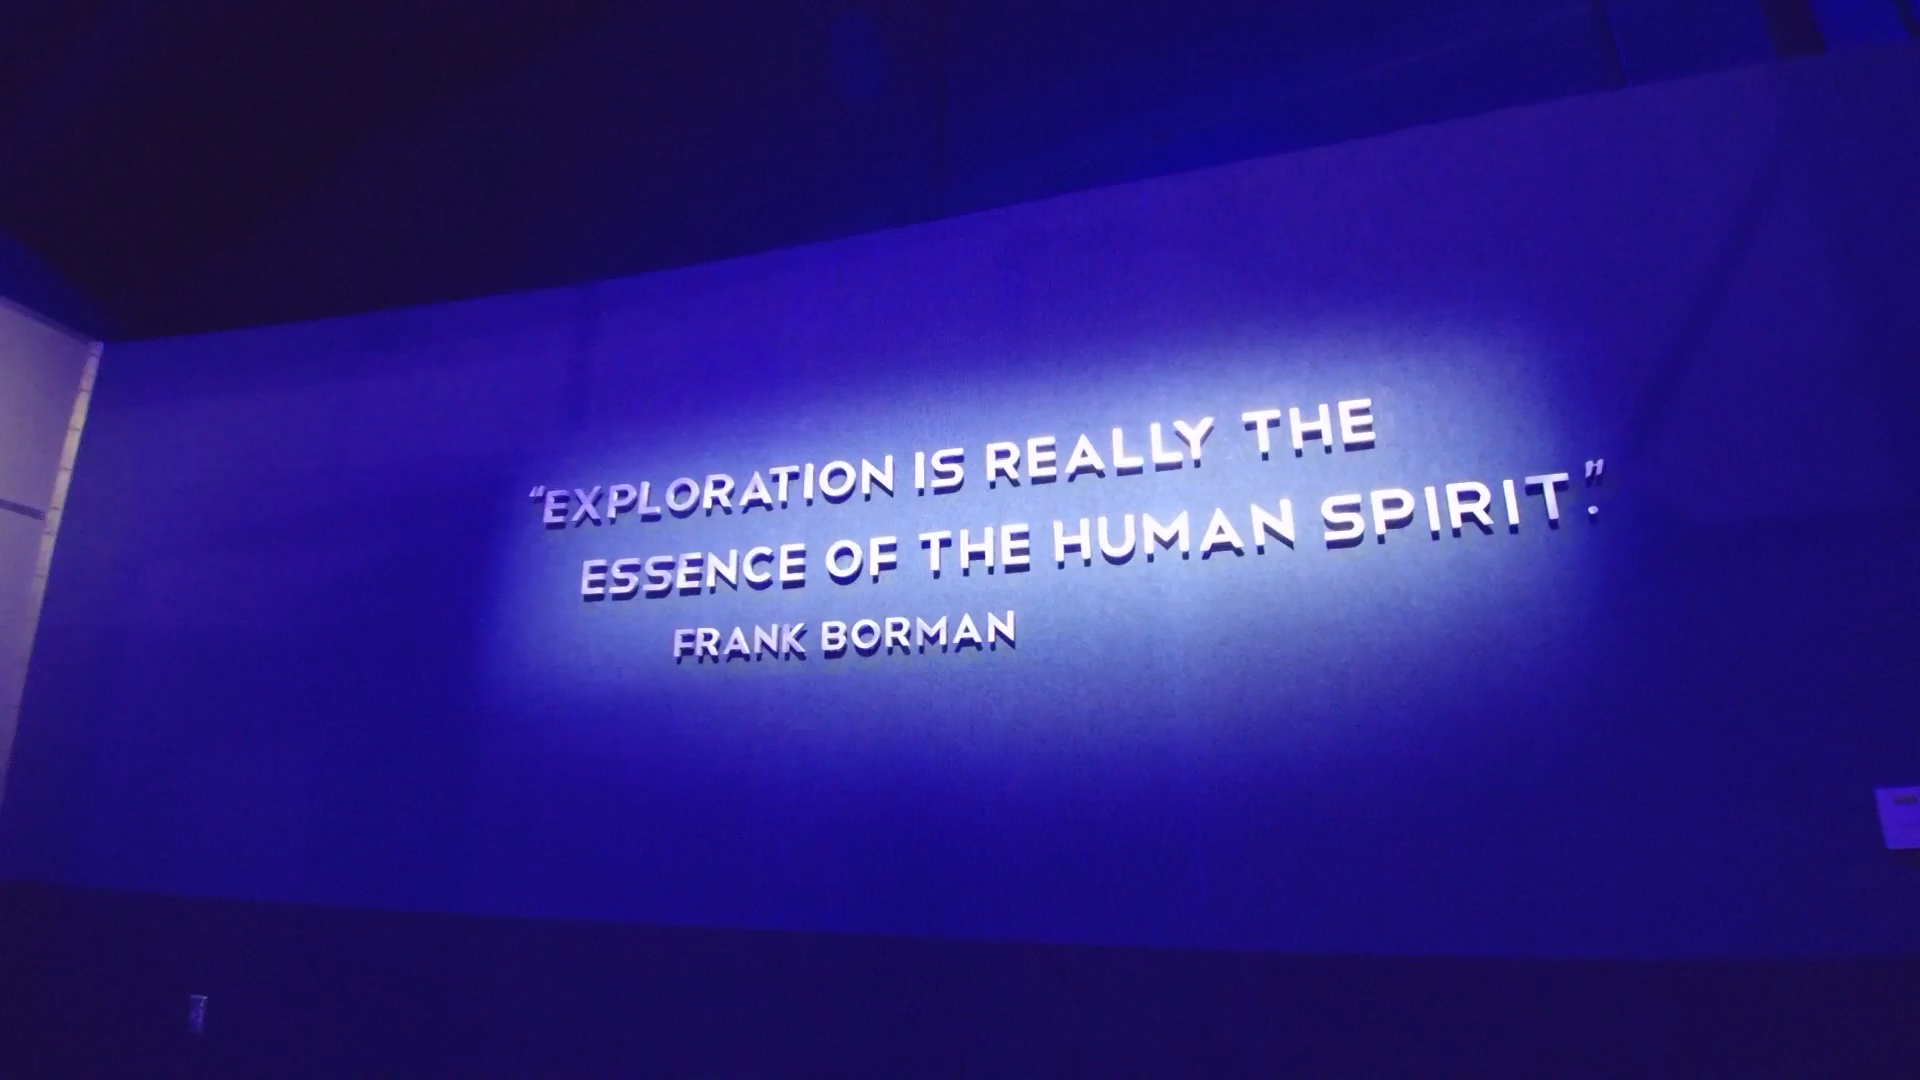 “EXPLORATION IS REALLY THE
ESSENCE OF THE HUMAN SPIRIT.”
FRANK BORMAN